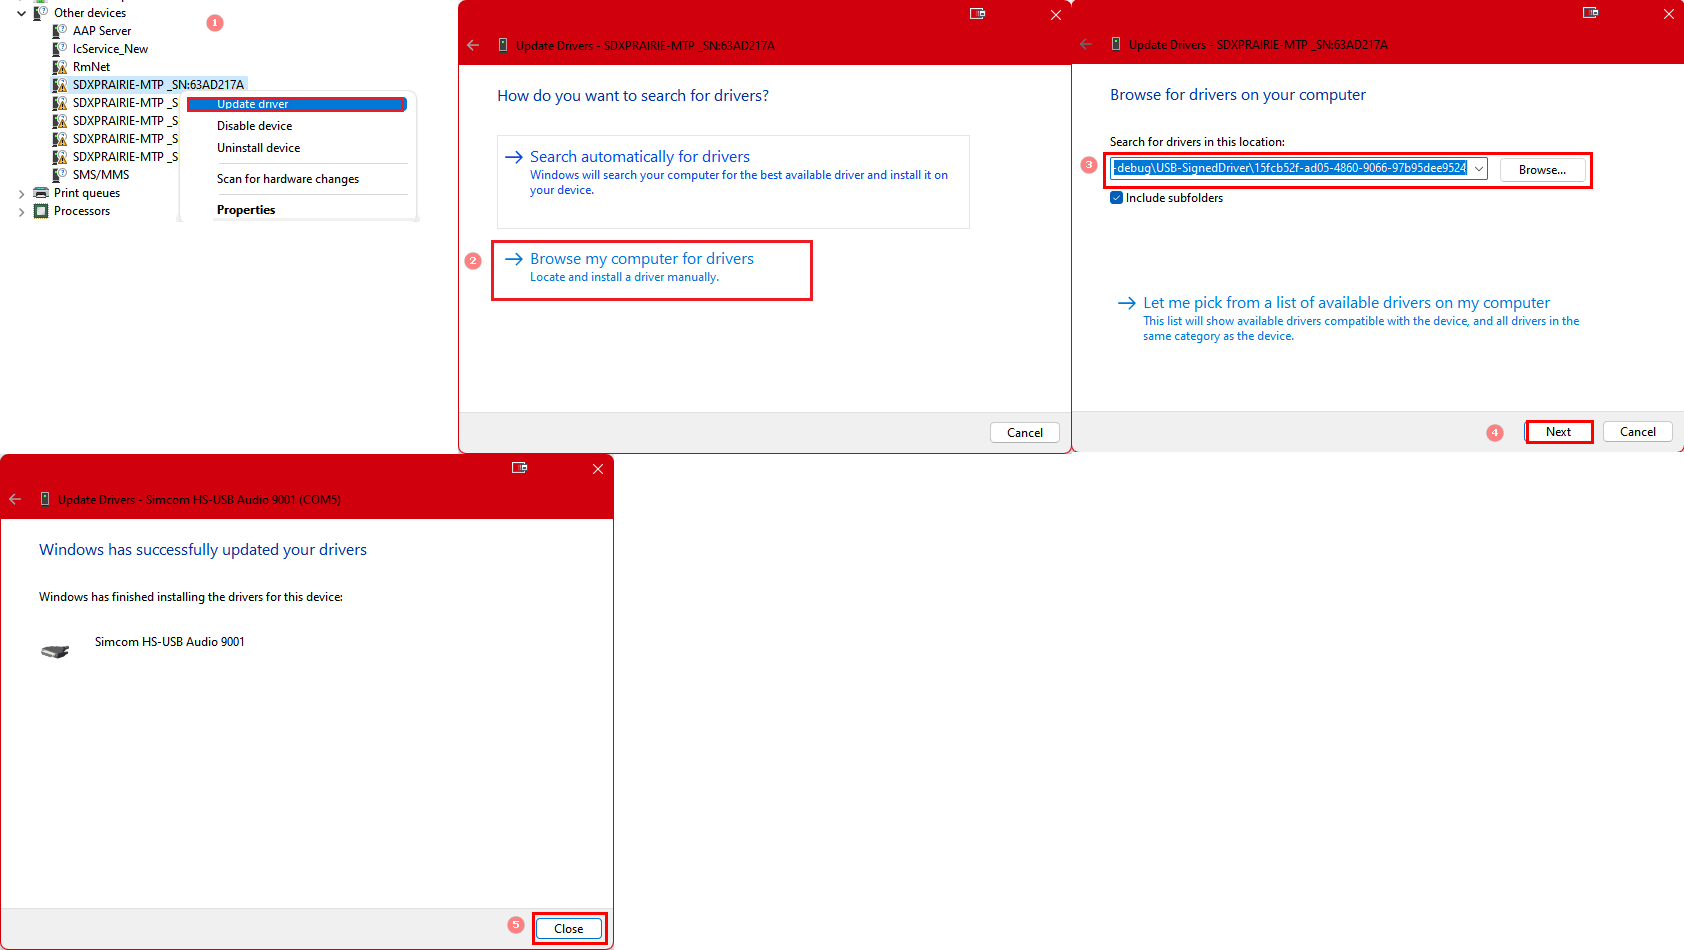 Other devices
1
AAP Server
IcService_New
RmNet
SDXPRAIRIE-MTP _SN:63AD217A
SDXPRAIRIE-MTP _S
SDXPRAIRIE-MTP _S
SDXPRAIRIE-MTP _S
SDXPRAIRIE-MTP _S
SMS/MMS
Print queues
Processors
Update driver
Disable device
Uninstall device
Scan for hardware changes
Properties
Update Drivers - SDXPRAIRIE-MTP _SN:63AD217A
How do you want to search for drivers?
Search automatically for drivers
Windows will search your computer for the best available driver and install it on
your device.
2
Browse my computer for drivers
Locate and install a driver manually.
Cancel
Update Drivers - SDXPRAIRIE-MTP _SN:63AD217A
Browse for drivers on your computer
Search for drivers in this location:
3
-debug\USB-SignedDriver\15fcb52f-ad05-4860-9066-97b95dee9524
Browse...
Include subfolders
Let me pick from a list of available drivers on my computer
This list will show available drivers compatible with the device, and all drivers in the
same category as the device.
4
Next
Cancel
Update Drivers - Simcom HS-USB Audio 9001 (COM5)
Windows has successfully updated your drivers
Windows has finished installing the drivers for this device:
Simcom HS-USB Audio 9001
5
Close